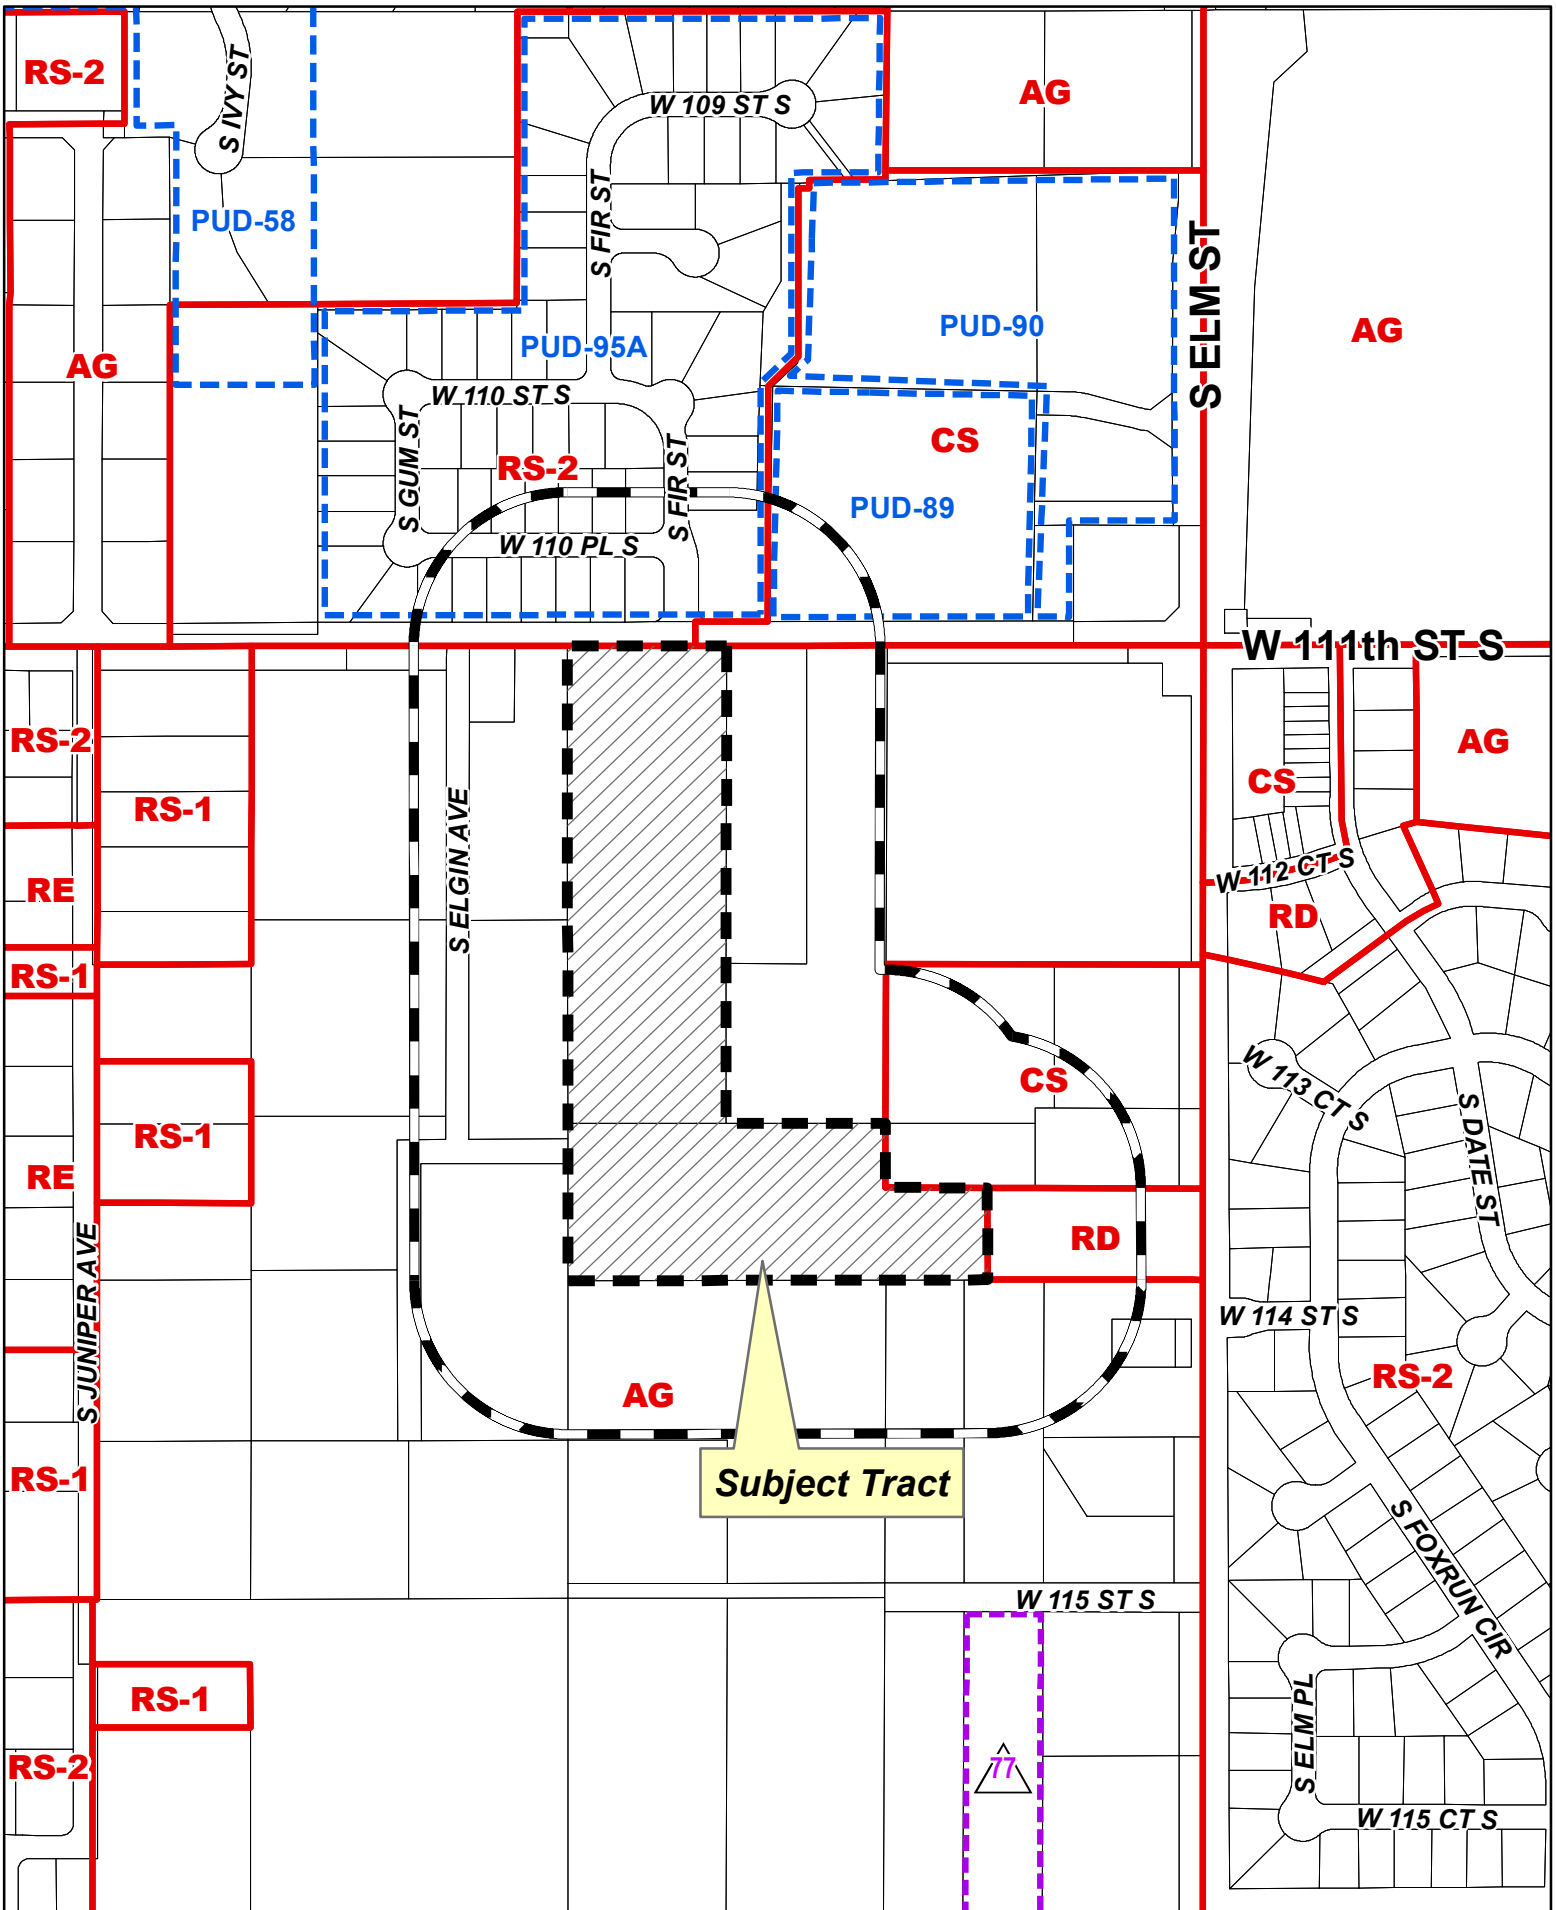 RS-2
S IVY ST
W 109 ST S
AG
PUD-58
S FIR ST
S ELM ST
PUD-90
AG
PUD-95A
AG
W 110 ST S
CS
S GUM ST
RS-2
S FIR ST
PUD-89
W 110 PL S
W 111th ST S
RS-2
AG
CS
RS-1
S ELGIN AVE
W 112 CT S
RE
RD
RS-1
CS
W 113 CT S
S DATE ST
RS-1
RE
RD
S JUNIPER AVE
W 114 ST S
RS-2
AG
RS-1
Subject Tract
S FOXRUN CIR
W 115 ST S
RS-1
S ELM PL
RS-2
77
W 115 CT S